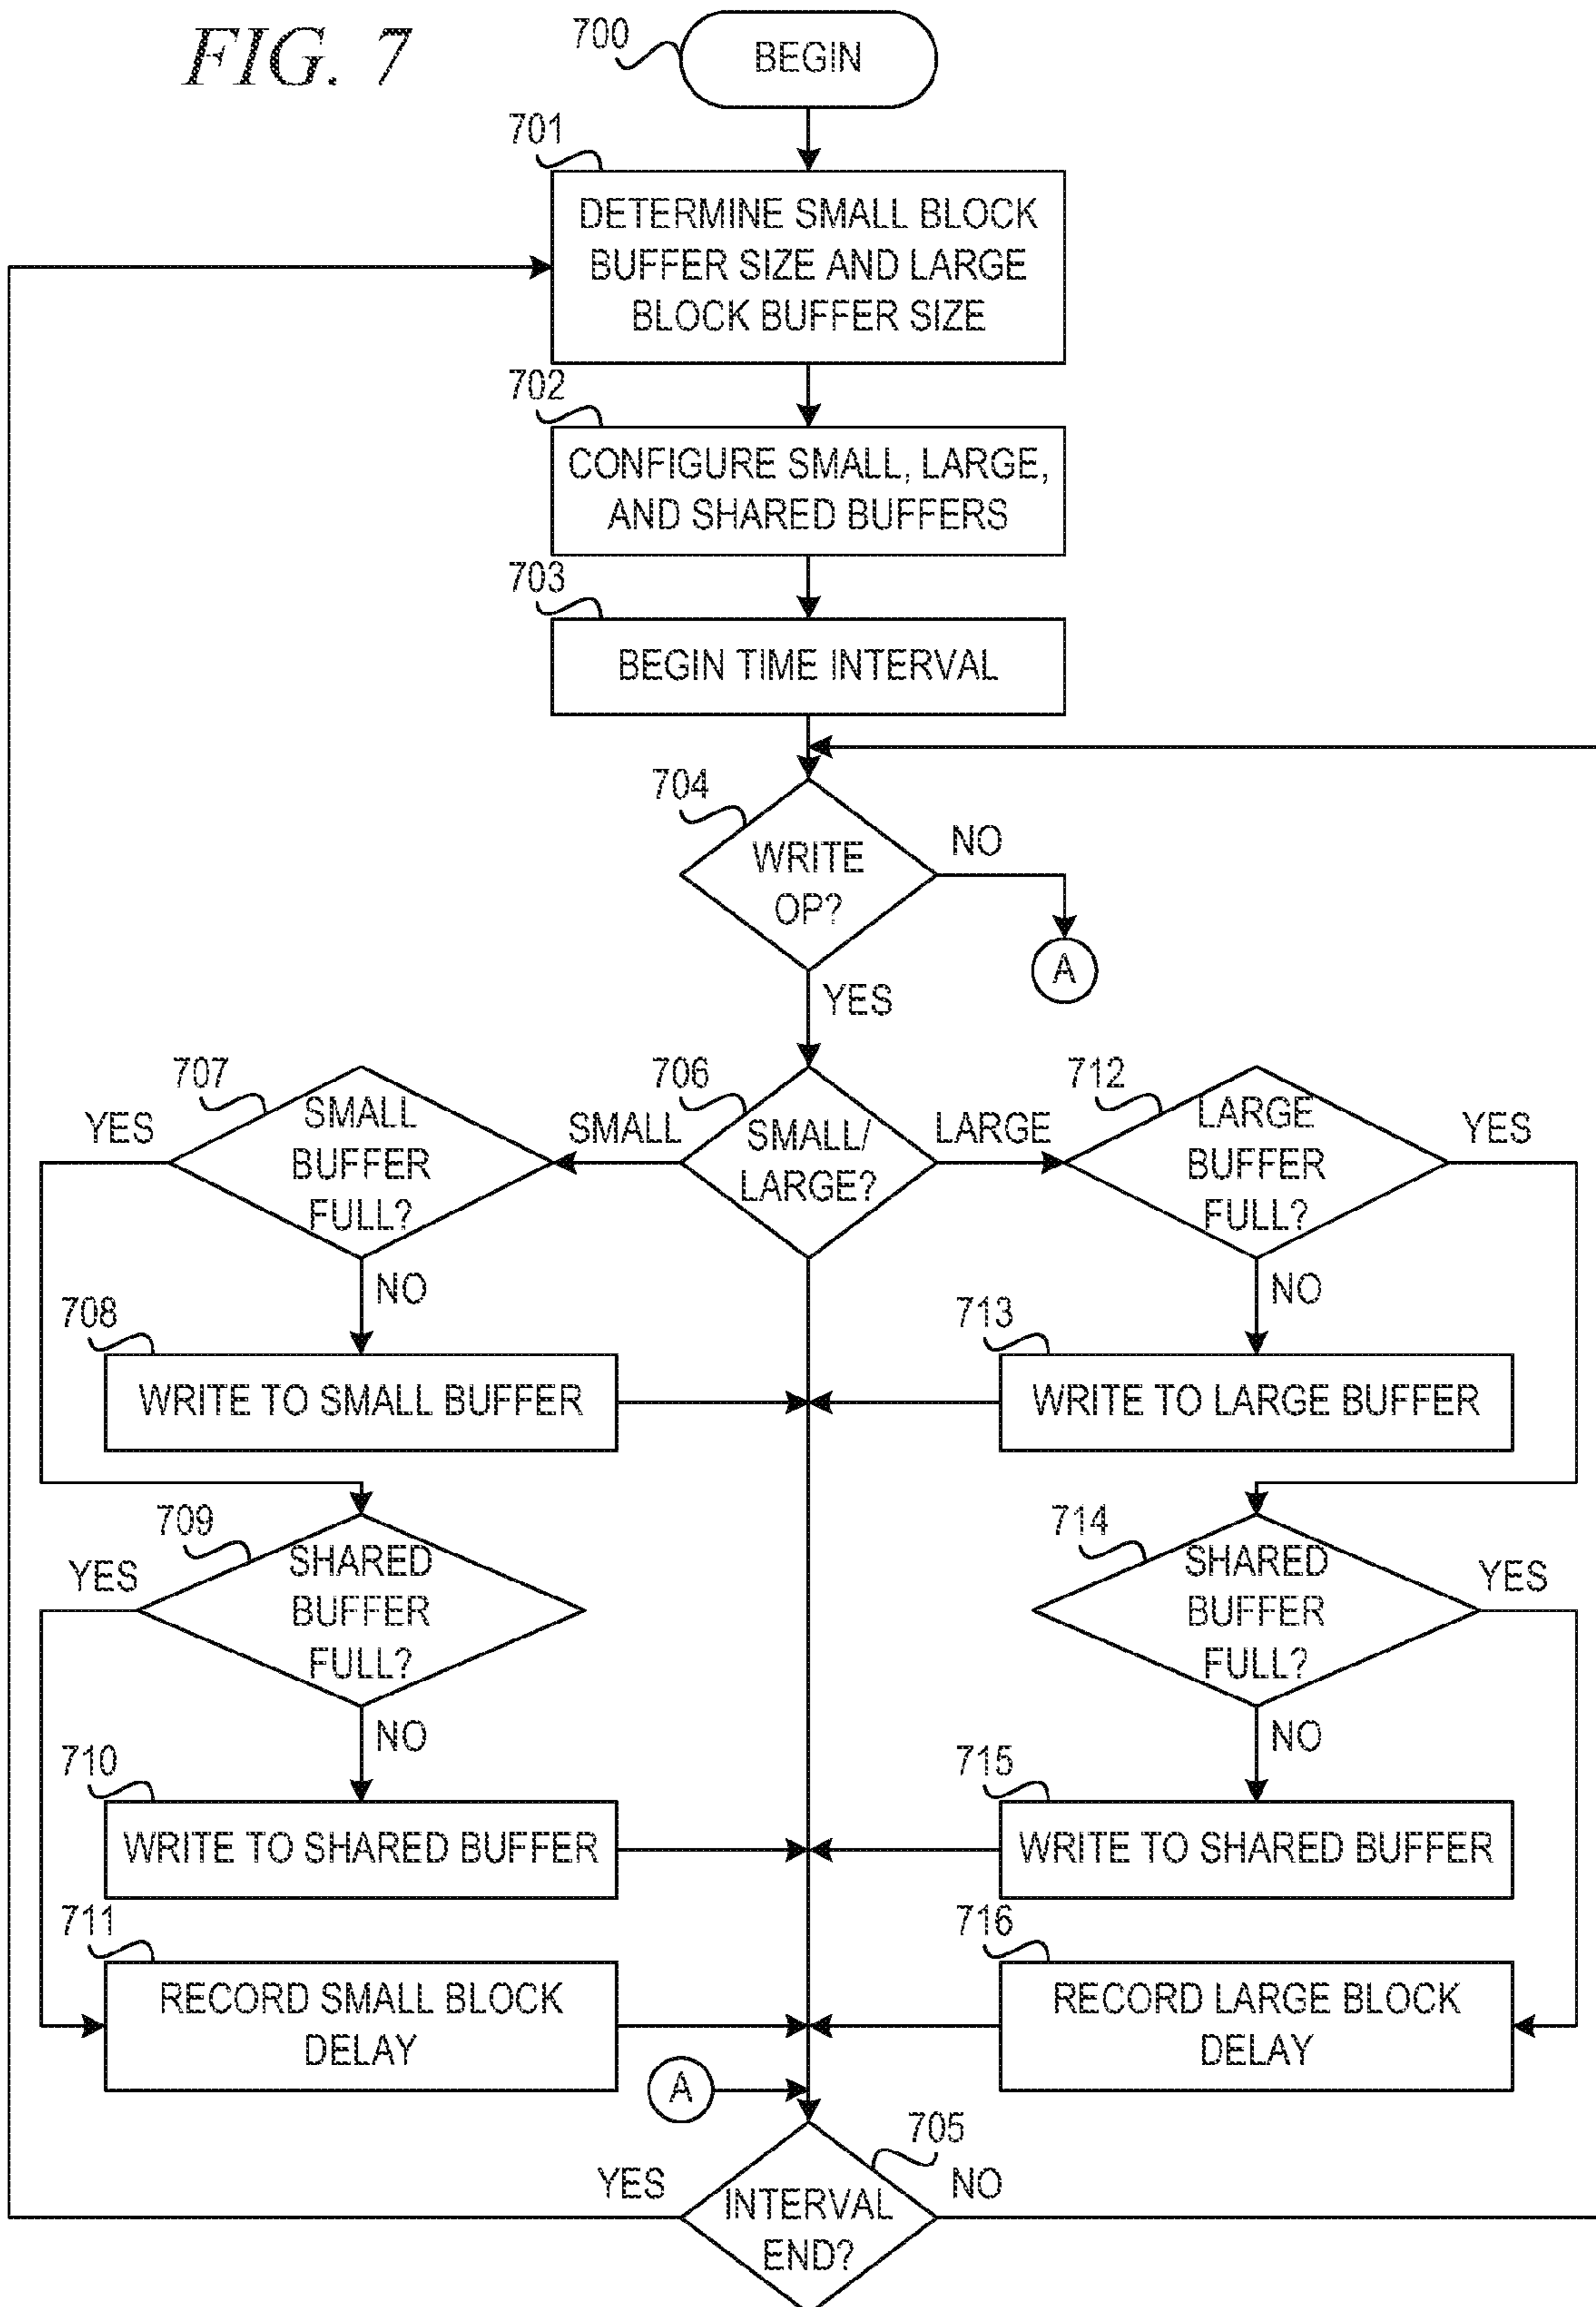 FIG. 7
700
BEGIN
701
DETERMINE SMALL BLOCK
BUFFER SIZE AND LARGE
BLOCK BUFFER SIZE
702
CONFIGURE SMALL, LARGE,
AND SHARED BUFFERS
703
BEGIN TIME INTERVAL
704
WRITE
OP?
NO
A
YES
707
YES
SMALL
BUFFER
FULL?
SMALL
706
SMALL/
LARGE?
LARGE
712
LARGE
BUFFER
FULL?
YES
NO
NO
708
WRITE TO SMALL BUFFER
713
WRITE TO LARGE BUFFER
709
YES
SHARED
BUFFER
FULL?
714
SHARED
BUFFER
FULL?
YES
NO
NO
710
WRITE TO SHARED BUFFER
715
WRITE TO SHARED BUFFER
711
RECORD SMALL BLOCK
DELAY
716
RECORD LARGE BLOCK
DELAY
A
705
YES
INTERVAL
END?
NO